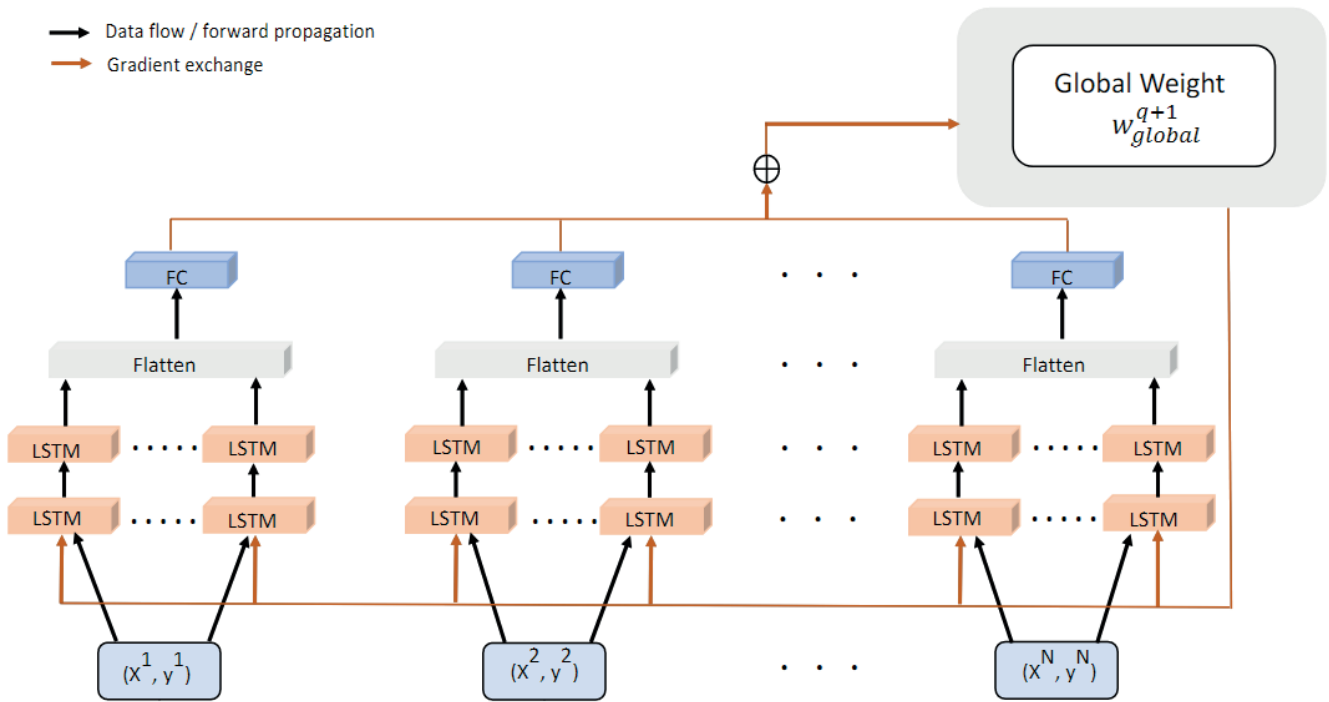 Data flow / forward propagation
Gradient exchange
Global Weight
w_{global}^{q+1}
FC FC . . . FC
Flatten Flatten . . . Flatten
LSTM ..... LSTM LSTM ..... LSTM . . . LSTM ..... LSTM
LSTM ..... LSTM LSTM ..... LSTM . . . LSTM ..... LSTM
(X^1, y^1) (X^2, y^2) . . . (X^N, y^N)